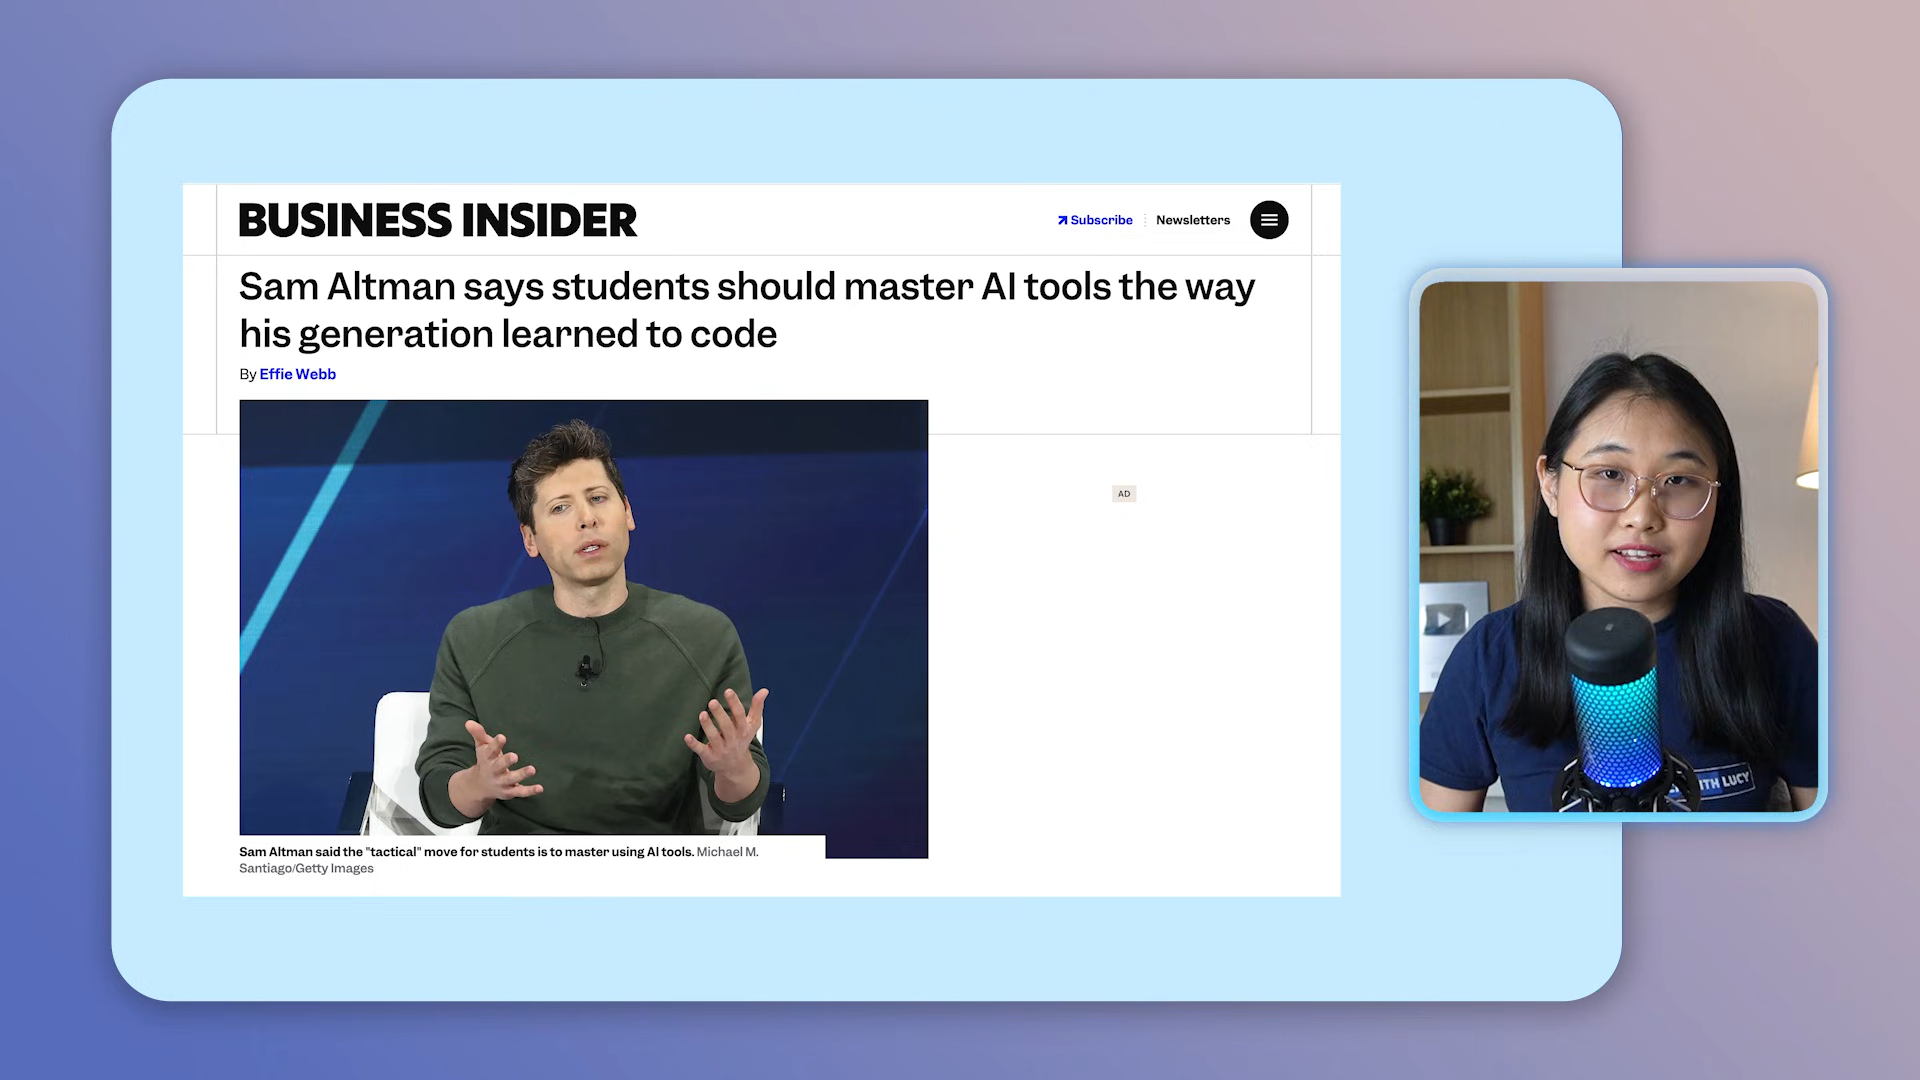 BUSINESS INSIDER
Subscribe
Newsletters
Sam Altman says students should master AI tools the way
his generation learned to code
By Effie Webb
AD
Sam Altman said the "tactical" move for students is to master using AI tools. Michael M.
Santiago/Getty Images
ITH LUCY